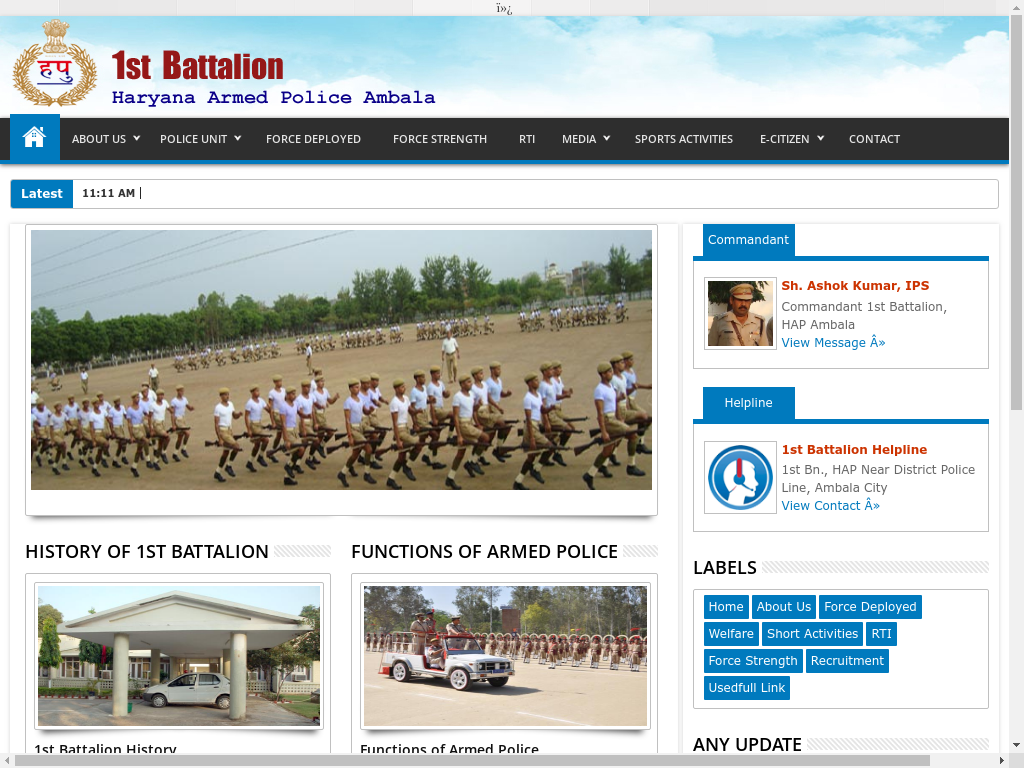 ï»¿
हपु
1st Battalion
Haryana Armed Police Ambala
ABOUT US
POLICE UNIT
FORCE DEPLOYED
FORCE STRENGTH
RTI
MEDIA
SPORTS ACTIVITIES
E-CITIZEN
CONTACT
Latest
11:11 AM |
Commandant
Sh. Ashok Kumar, IPS
Commandant 1st Battalion,
HAP Ambala
View Message Â»
Helpline
1st Battalion Helpline
1st Bn., HAP Near District Police
Line, Ambala City
View Contact Â»
HISTORY OF 1ST BATTALION
FUNCTIONS OF ARMED POLICE
1st Battalion History
Functions of Armed Police
LABELS
Home
About Us
Force Deployed
Welfare
Short Activities
RTI
Force Strength
Recruitment
Usedfull Link
ANY UPDATE